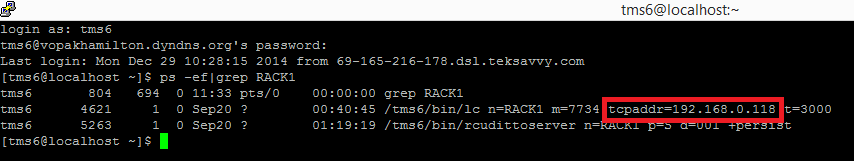 tms6@localhost:~
login as: tms6
tms6@vopakhamilton.dyndns.org's password:
Last login: Mon Dec 29 10:28:15 2014 from 69-165-216-178.dsl.teksavvy.com
[tms6@localhost ~]$ ps -ef|grep RACK1
tms6 804 694 0 11:33 pts/0 00:00:00 grep RACK1
tms6 4621 1 0 Sep20 ? 00:40:45 /tms6/bin/lc n=RACK1 m=7734 tcpaddr=192.168.0.118 t=3000
tms6 5263 1 0 Sep20 ? 01:19:19 /tms6/bin/rcudittoserver n=RACK1 p=5 d=001 +persist
[tms6@localhost ~]$